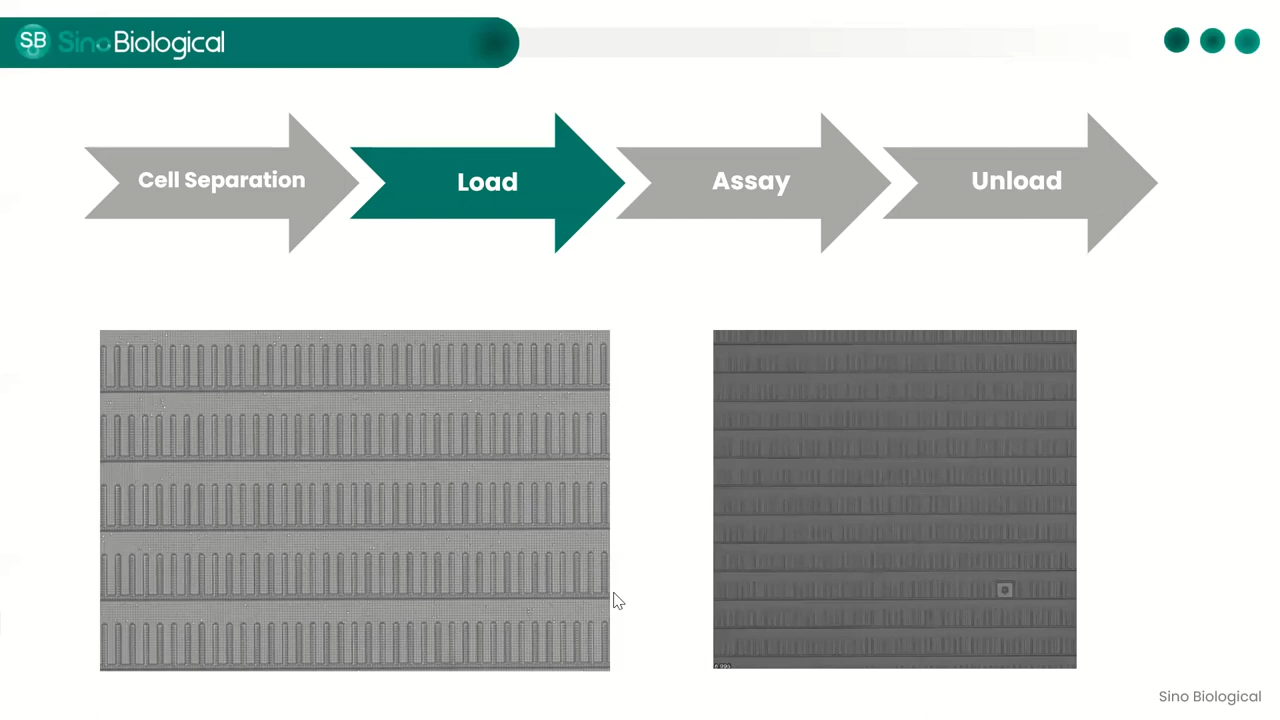 SB SinoBiological
Cell Separation
Load
Assay
Unload
Sino Biological